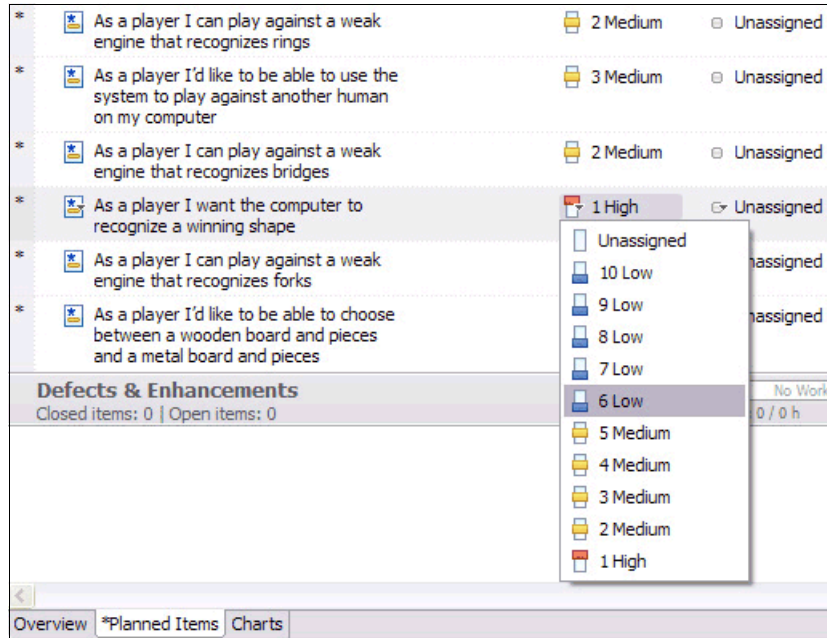 * As a player I can play against a weak 2 Medium Unassigned
engine that recognizes rings
* As a player I'd like to be able to use the 3 Medium Unassigned
system to play against another human
on my computer
* As a player I can play against a weak 2 Medium Unassigned
engine that recognizes bridges
* As a player I want the computer to 1 High Unassigned
recognize a winning shape
* As a player I can play against a weak
engine that recognizes forks
* As a player I'd like to be able to choose
between a wooden board and pieces
and a metal board and pieces
Unassigned
10 Low
9 Low
8 Low
7 Low
6 Low
5 Medium
4 Medium
3 Medium
2 Medium
1 High
Defects & Enhancements No Work
Closed items: 0 | Open items: 0 0 / 0 h
Overview *Planned Items Charts